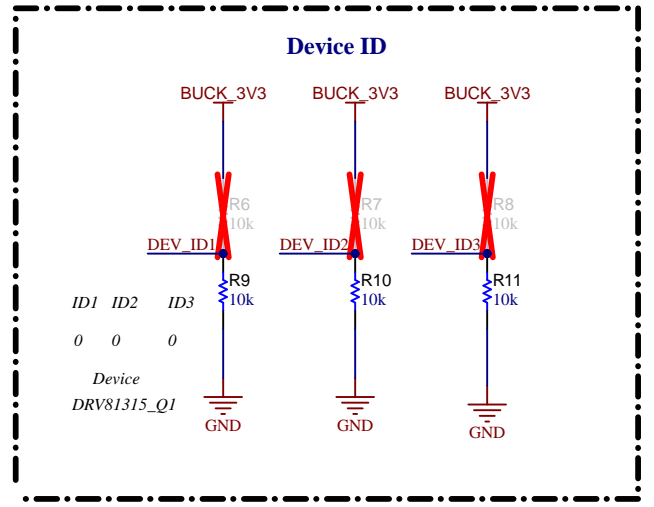 Device ID
BUCK_3V3 BUCK_3V3 BUCK_3V3
R6 R7 R8
10k 10k 10k
DEV_ID1 DEV_ID2 DEV_ID3
R9 R10 R11
10k 10k 10k
ID1 ID2 ID3
0 0 0
Device
DRV81315_Q1
GND GND GND